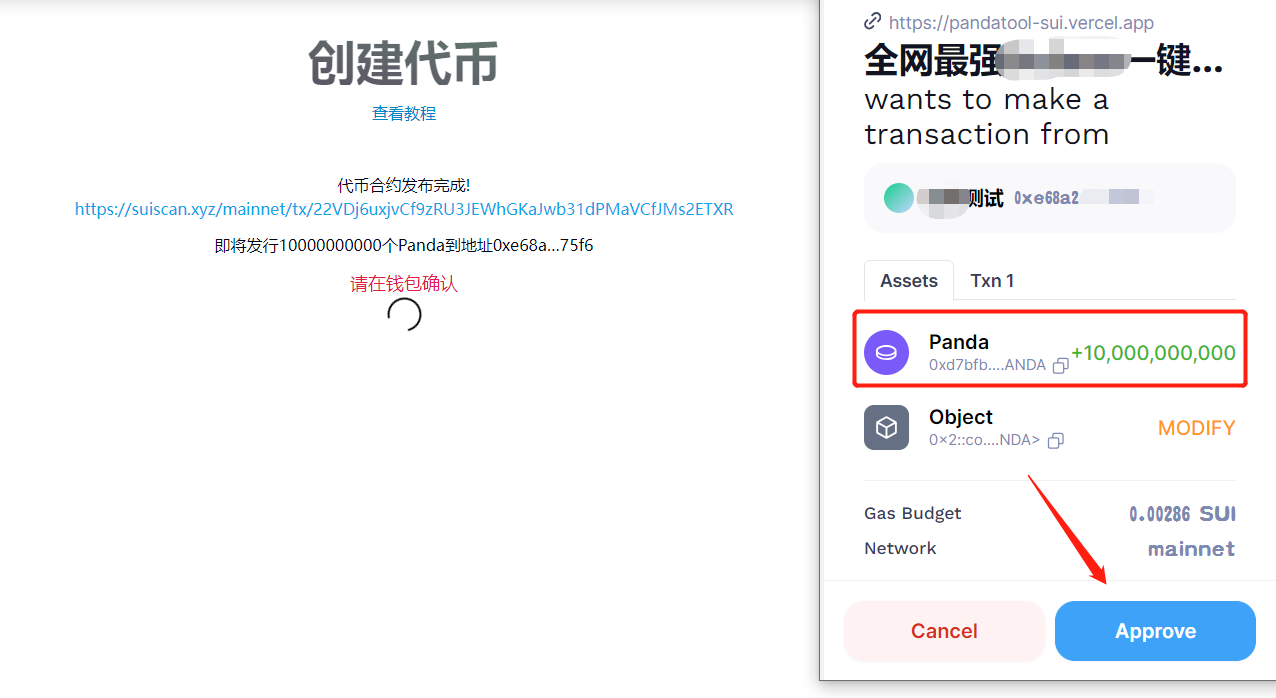 创建代币
查看教程
代币合约发布完成!
https://suiscan.xyz/mainnet/tx/22VDj6uxjvCf9zRU3JEWhGKaJwb31dPMaVCfJMs2ETXR
即将发行10000000000个Panda到地址0xe68a...75f6
请在钱包确认
https://pandatool-sui.vercel.app
全网最强 一键...
wants to make a
transaction from
测试 0xe68a2
Assets Txn 1
Panda
0xd7bfb....ANDA +10,000,000,000
Object
0×2::co....NDA> MODIFY
Gas Budget 0.00286 SUI
Network mainnet
Cancel Approve